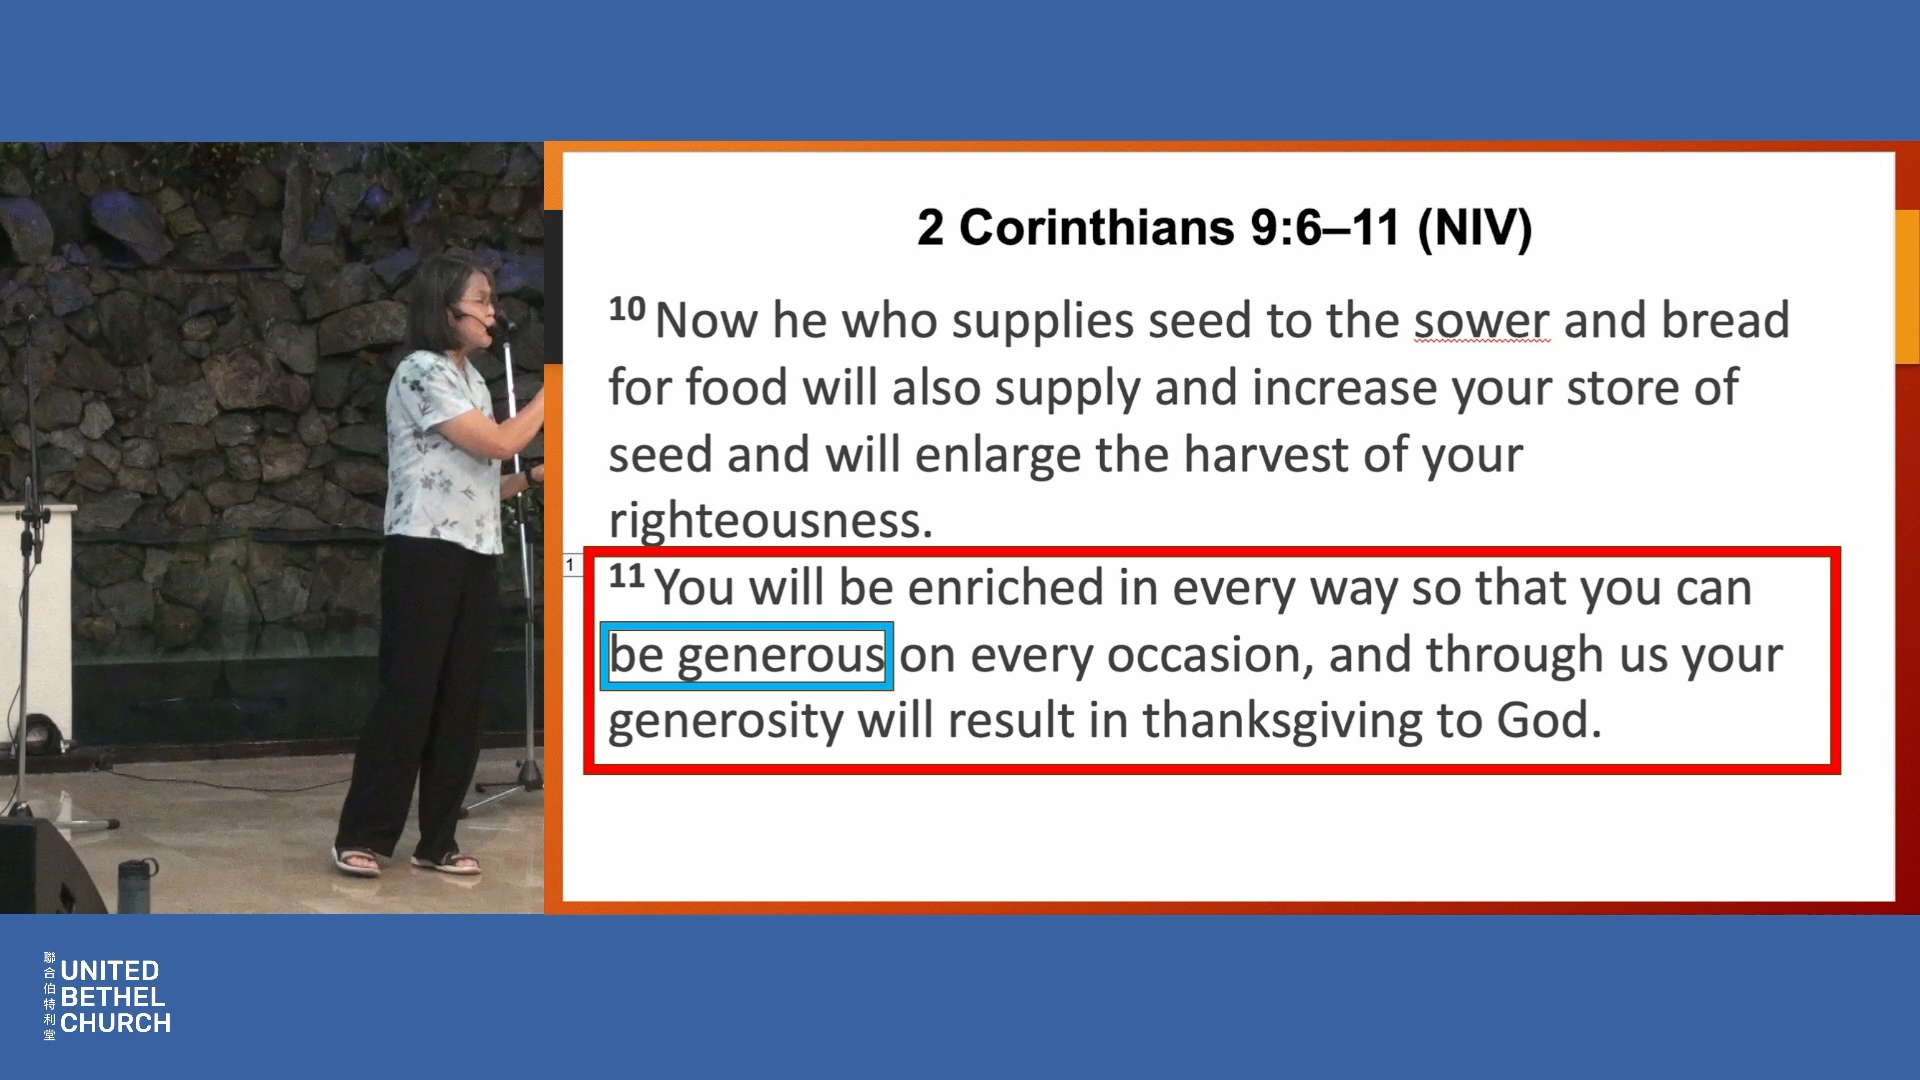 2 Corinthians 9:6–11 (NIV)
10 Now he who supplies seed to the sower and bread
for food will also supply and increase your store of
seed and will enlarge the harvest of your
righteousness.
1
11 You will be enriched in every way so that you can
be generous on every occasion, and through us your
generosity will result in thanksgiving to God.
聯合伯特利堂
UNITED
BETHEL
CHURCH